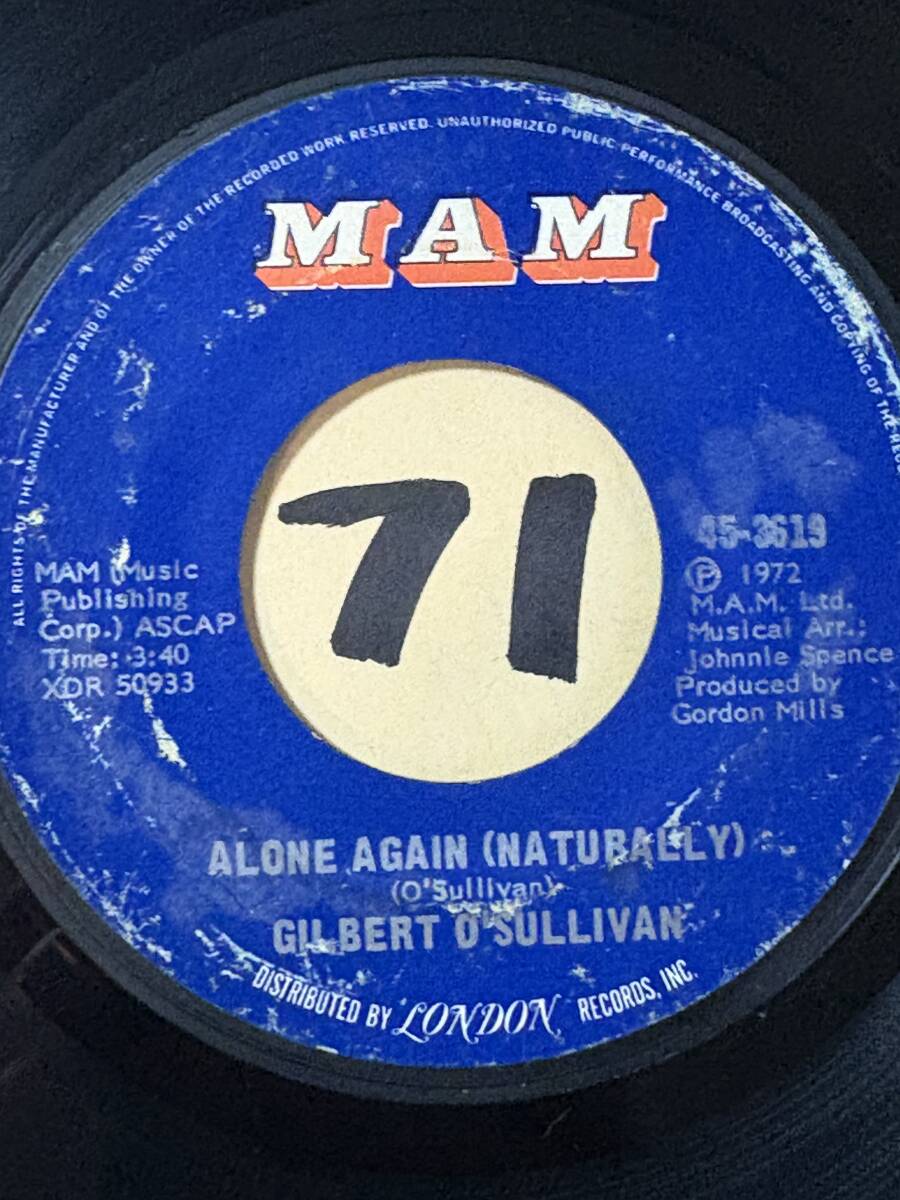 ALL RIGHTS OF THE MANUFACTURER AND OF THE OWNER OF THE RECORDED WORK RESERVED. UNAUTHORIZED PUBLIC PERFORMANCE BROADCASTING AND COPYING OF THE
MAM
71
MAM (Music
Publishing
Corp.) ASCAP
Time: 3:40
XDR 50933
45-3619
Ⓟ 1972
M.A.M. Ltd.
Musical Arr.:
Johnnie Spence
Produced by
Gordon Mills
ALONE AGAIN (NATURALLY)
(O'Sullivan)
GILBERT O'SULLIVAN
DISTRIBUTED BY LONDON RECORDS, INC.